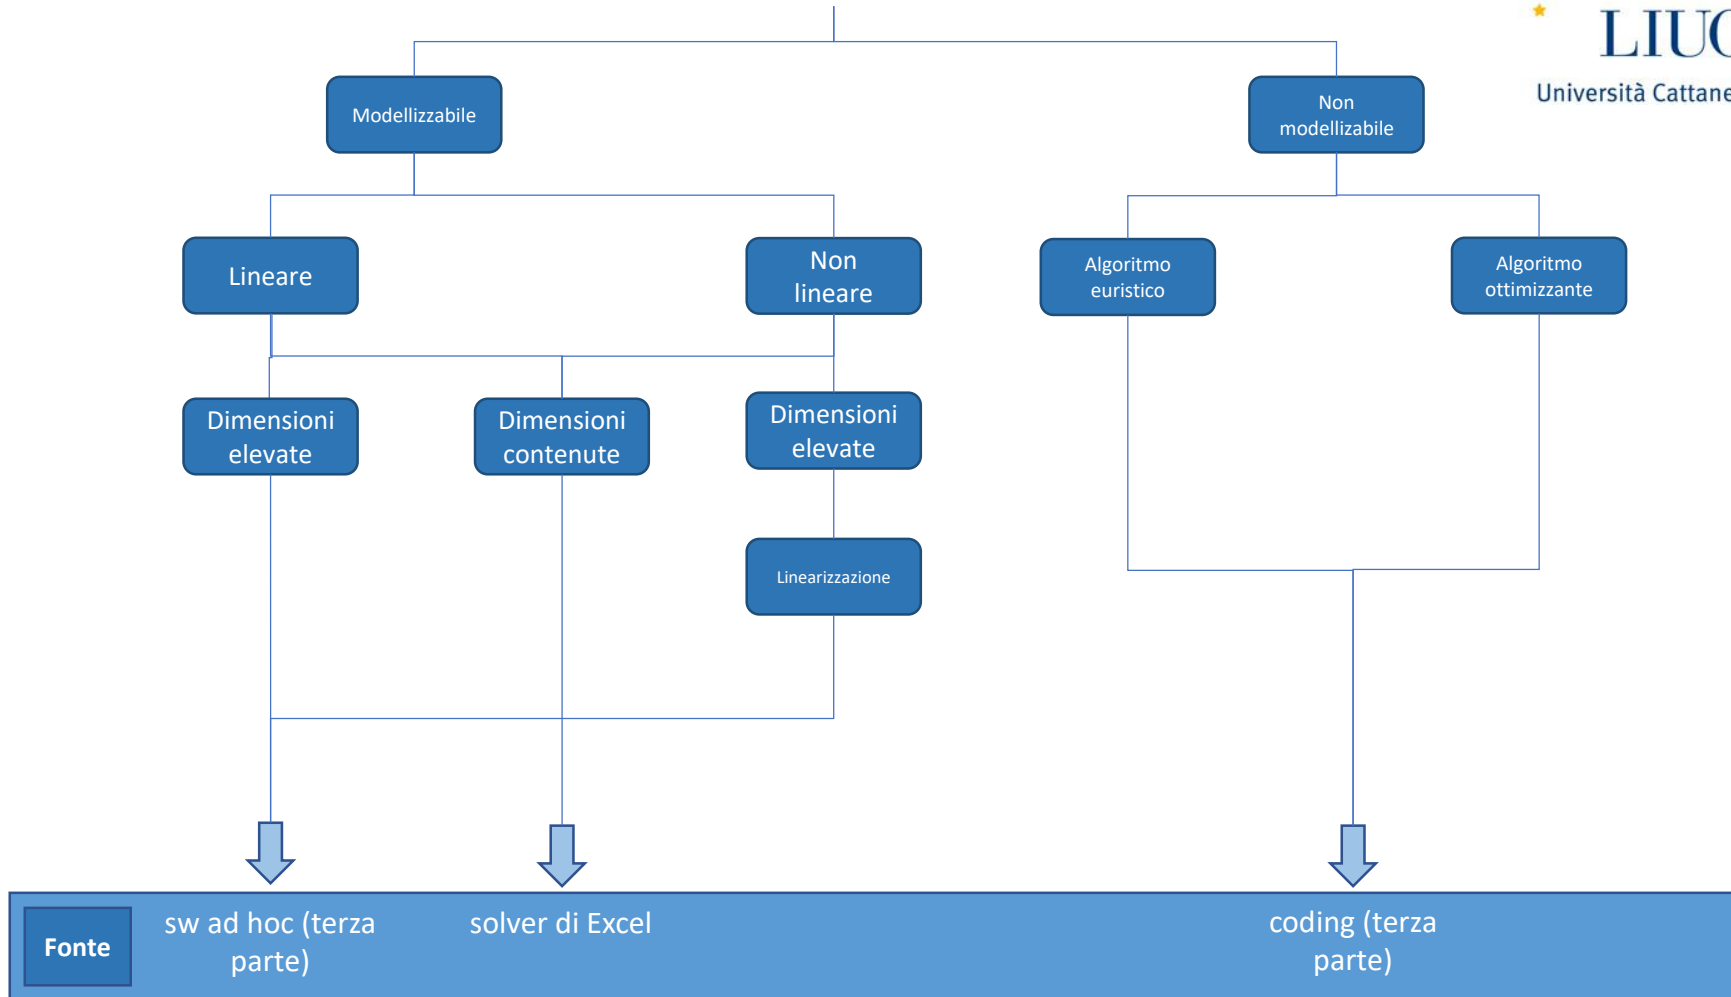 LIUC
Università Cattane
Modellizzabile
Non
modellizabile
Lineare
Non
lineare
Algoritmo
euristico
Algoritmo
ottimizzante
Dimensioni
elevate
Dimensioni
contenute
Dimensioni
elevate
Linearizzazione
Fonte
sw ad hoc (terza
parte)
solver di Excel
coding (terza
parte)